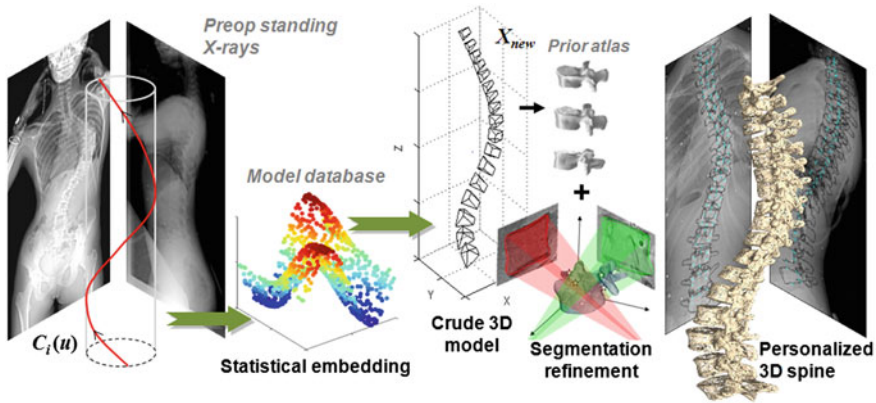 Preop standing
X-rays
C_i(u)
Model database
Statistical embedding
X_new
Z
Y
X
Crude 3D
model
Prior atlas
+
Segmentation
refinement
Personalized
3D spine